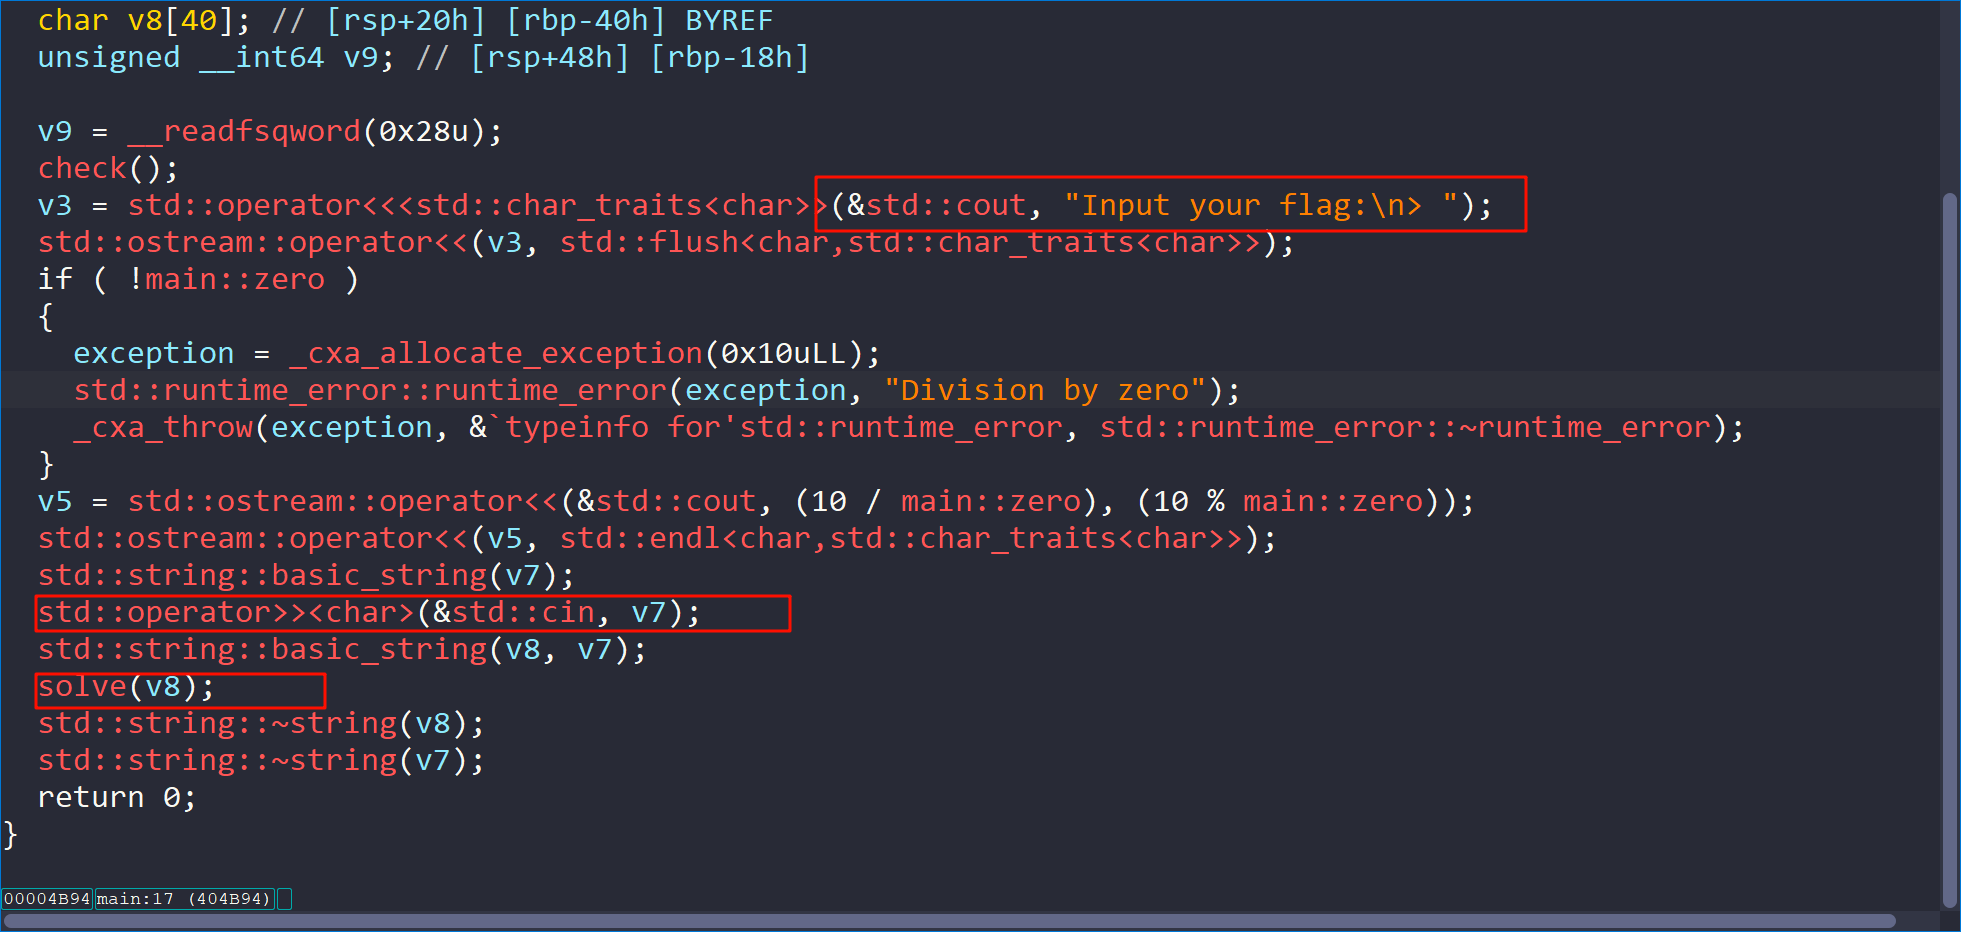 char v8[40]; // [rsp+20h] [rbp-40h] BYREF
unsigned __int64 v9; // [rsp+48h] [rbp-18h]
v9 = __readfsqword(0x28u);
check();
v3 = std::operator<<<std::char_traits<char>>(&std::cout, "Input your flag:\n> ");
std::ostream::operator<<(v3, std::flush<char,std::char_traits<char>>);
if ( !main::zero )
{
exception = _cxa_allocate_exception(0x10uLL);
std::runtime_error::runtime_error(exception, "Division by zero");
_cxa_throw(exception, &`typeinfo for'std::runtime_error, std::runtime_error::~runtime_error);
}
v5 = std::ostream::operator<<(&std::cout, (10 / main::zero), (10 % main::zero));
std::ostream::operator<<(v5, std::endl<char,std::char_traits<char>>);
std::string::basic_string(v7);
std::operator>><char>(&std::cin, v7);
std::string::basic_string(v8, v7);
solve(v8);
std::string::~string(v8);
std::string::~string(v7);
return 0;
}
00004B94 main:17 (404B94)